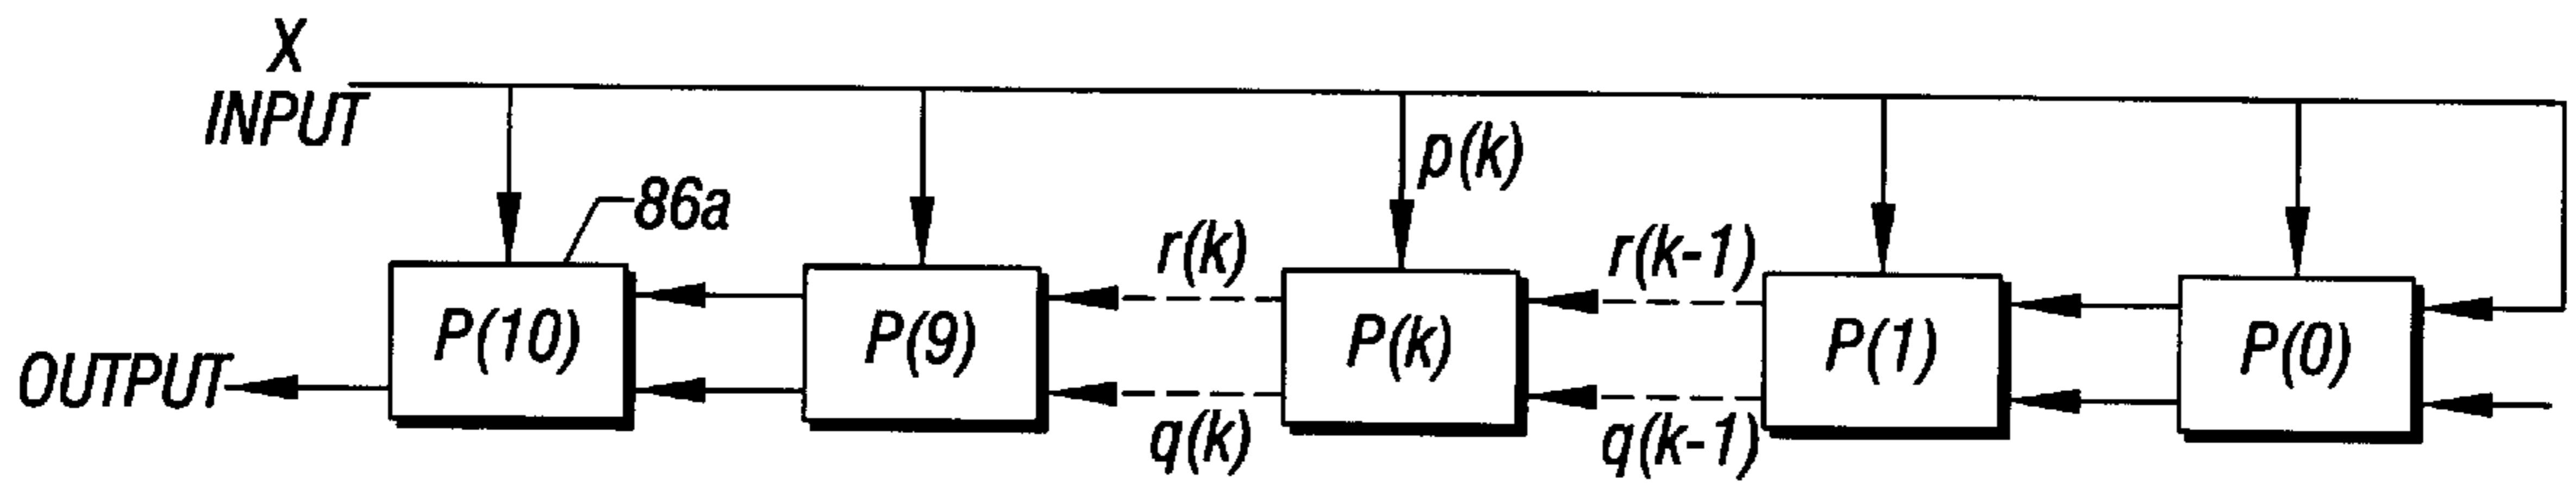 X
INPUT
p(k)
86a
r(k)
r(k-1)
P(10)
P(9)
P(k)
P(1)
P(0)
OUTPUT
q(k)
q(k-1)